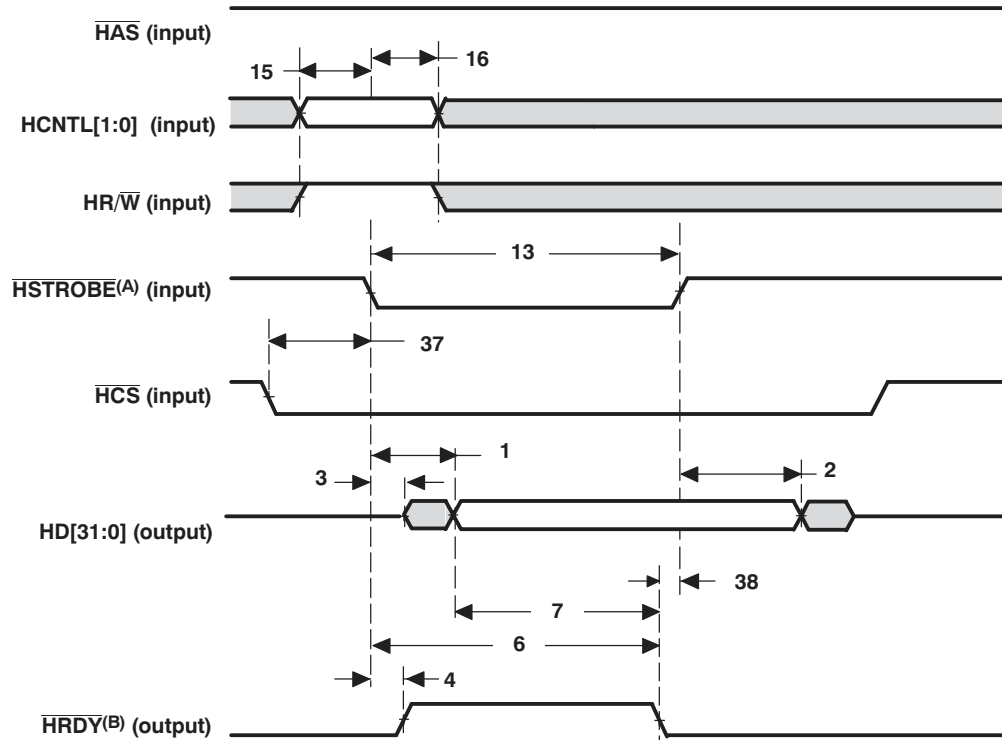 HAS (input)
15
16
HCNTL[1:0] (input)
HR/W (input)
13
HSTROBE(A) (input)
37
HCS (input)
1
3
2
HD[31:0] (output)
38
7
6
4
HRDY(B) (output)